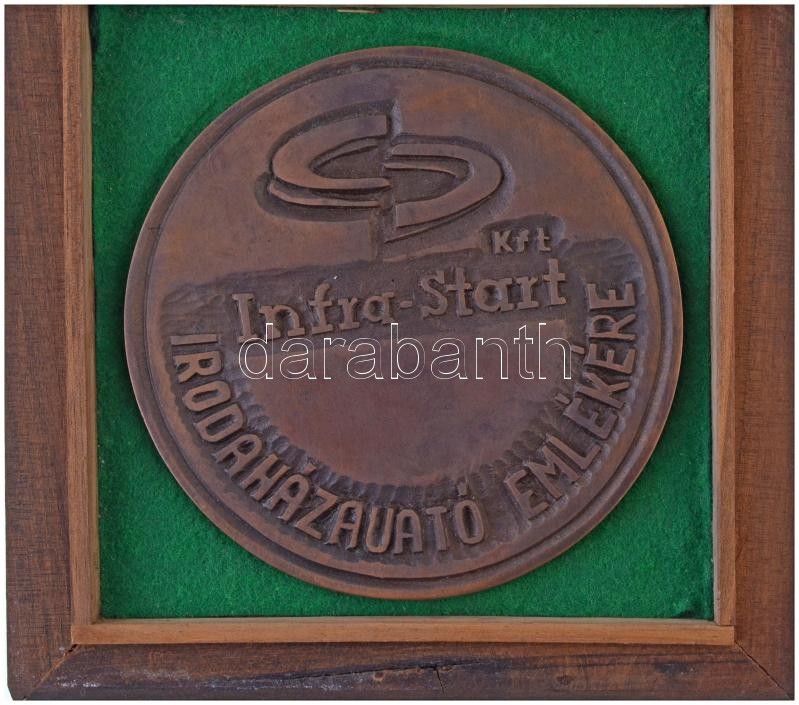 Kft
Infra-Start
darabanth
IRODAHÁZAVATÓ EMLÉKÉRE